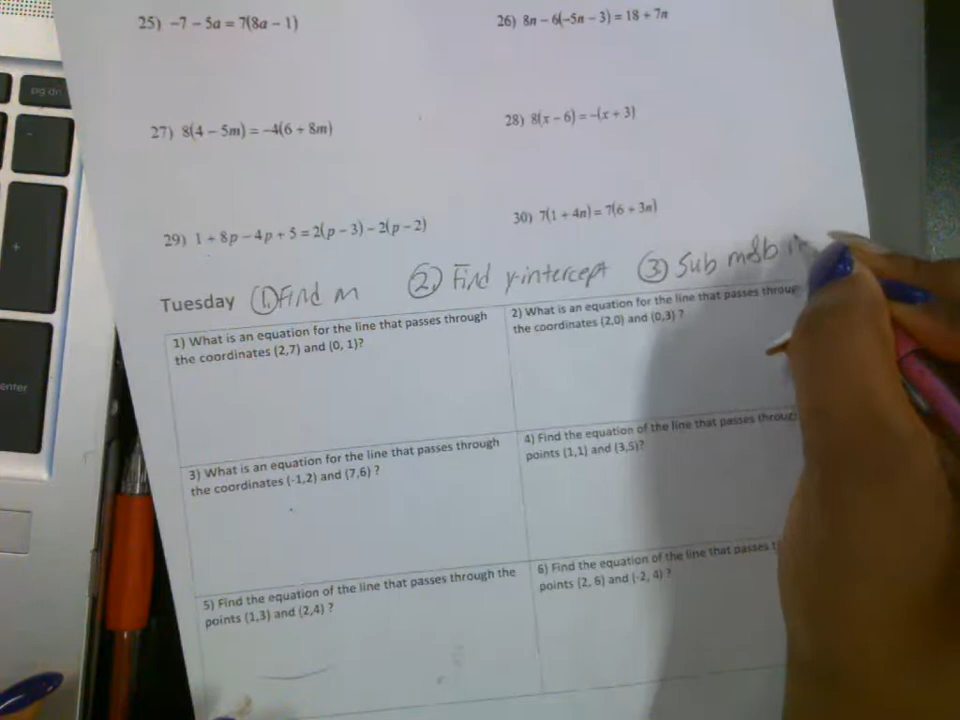 25) -7 - 5a = 7(8a - 1)
26) 8n - 6(-5n - 3) = 18 + 7n
pg dn
27) 8(4 - 5m) = -4(6 + 8m)
28) 8(x - 6) = -(x + 3)
29) 1 + 8p - 4p + 5 = 2(p - 3) - 2(p - 2)
30) 7(1 + 4n) = 7(6 + 3n)
enter
Tuesday ① Find m ② Find y-intercept ③ Sub m&b
1) What is an equation for the line that passes through
the coordinates (2,7) and (0, 1)?
2) What is an equation for the line that passes
the coordinates (2,0) and (0,3) ?
3) What is an equation for the line that passes through
the coordinates (-1,2) and (7,6) ?
4) Find the equation of the line that passes
points (1,1) and (3,5)?
5) Find the equation of the line that passes through the
points (1,3) and (2,4) ?
6) Find the equation of the line that passes
points (2, 6) and (-2, 4) ?